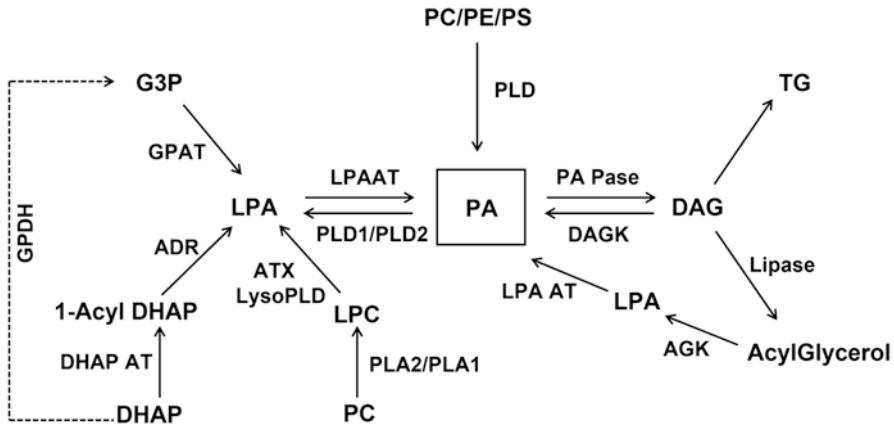 PC/PE/PS
G3P
PLD
TG
GPAT
LPAAT
PA Pase
LPA
PA
DAG
GPDH
PLD1/PLD2
DAGK
ADR
ATX
LysoPLD
Lipase
LPA AT
LPA
1-Acyl DHAP
LPC
AGK
AcylGlycerol
DHAP AT
PLA2/PLA1
DHAP
PC